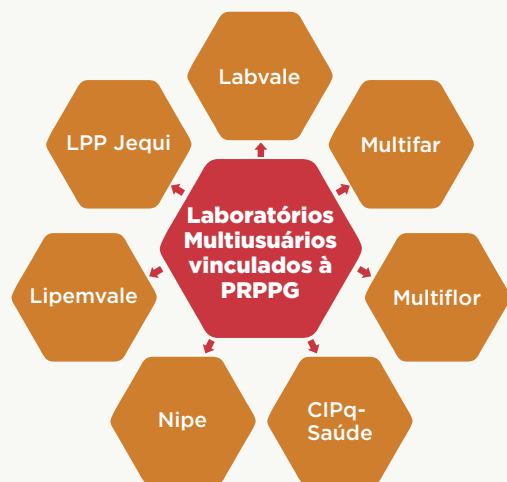 Labvale
LPP Jequi
Multifar
Laboratórios
Multiusuários
vinculados à
PRPPG
Lipemvale
Multiflor
Nipe
CIPq-
Saúde